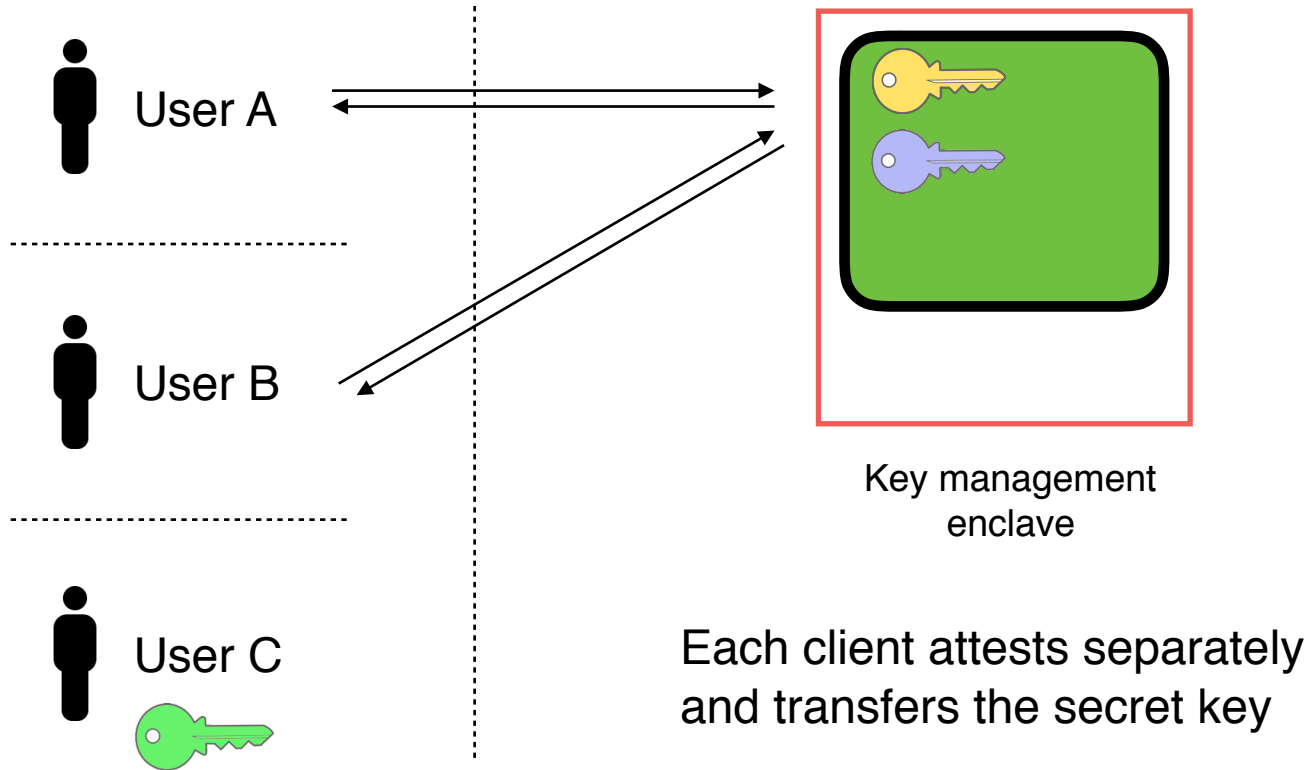 User A
User B
Key management
enclave
User C
Each client attests separately
and transfers the secret key